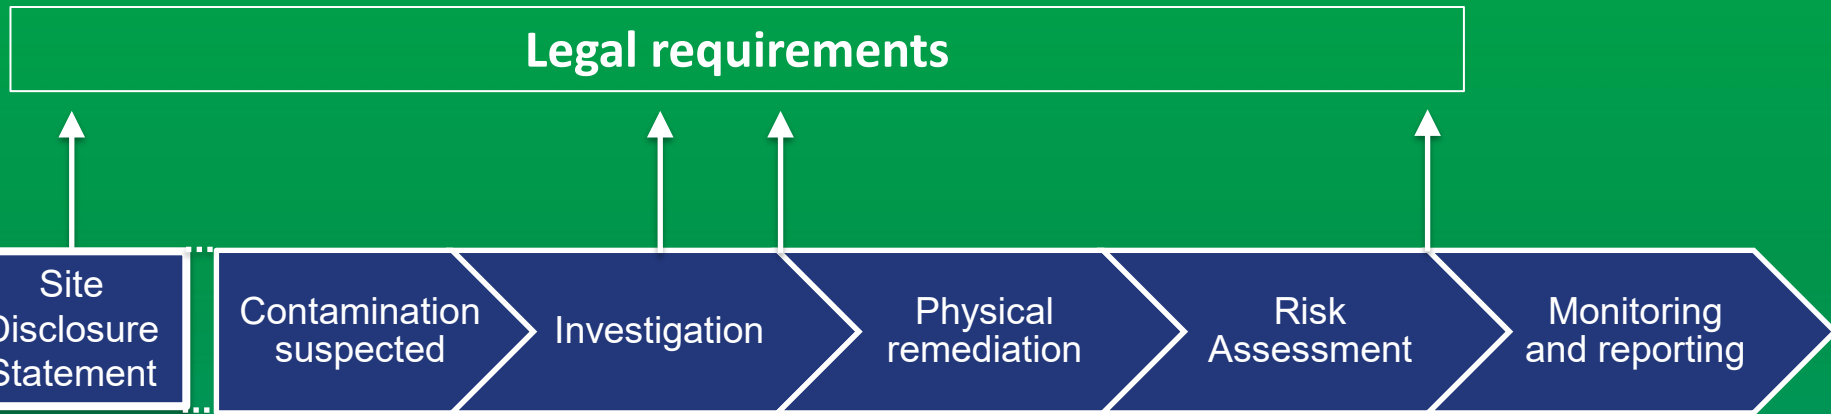 Legal requirements
Site
Disclosure
Statement
Contamination
suspected
Investigation
Physical
remediation
Risk
Assessment
Monitoring
and reporting